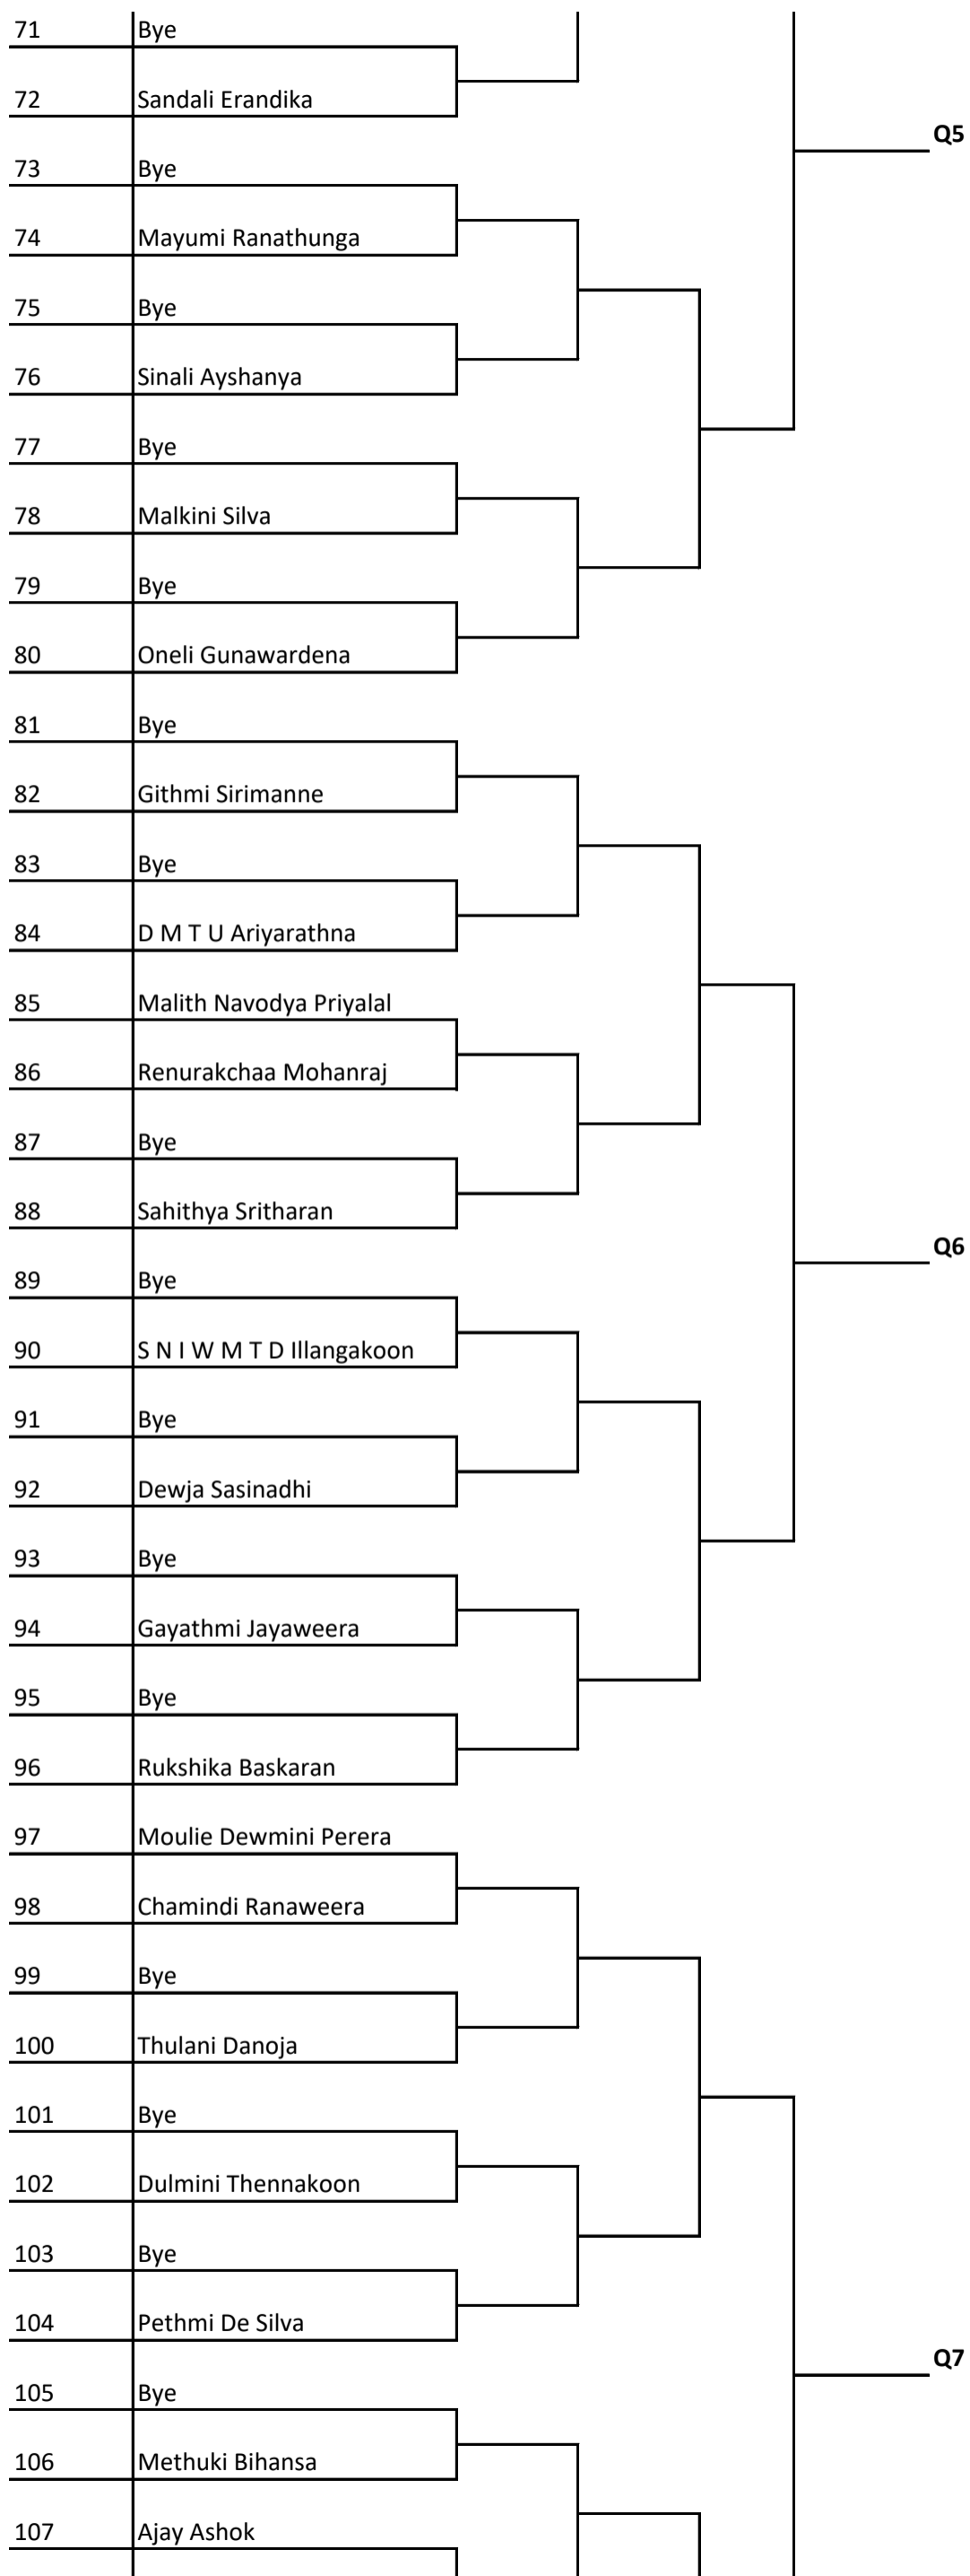 71 Bye
72 Sandali Erandika
Q5
73 Bye
74 Mayumi Ranathunga
75 Bye
76 Sinali Ayshanya
77 Bye
78 Malkini Silva
79 Bye
80 Oneli Gunawardena
81 Bye
82 Githmi Sirimanne
83 Bye
84 D M T U Ariyarathna
85 Malith Navodya Priyalal
86 Renurakchaa Mohanraj
87 Bye
88 Sahithya Sritharan
Q6
89 Bye
90 S N I W M T D Illangakoon
91 Bye
92 Dewja Sasinadhi
93 Bye
94 Gayathmi Jayaweera
95 Bye
96 Rukshika Baskaran
97 Moulie Dewmini Perera
98 Chamindi Ranaweera
99 Bye
100 Thulani Danoja
101 Bye
102 Dulmini Thennakoon
103 Bye
104 Pethmi De Silva
Q7
105 Bye
106 Methuki Bihansa
107 Ajay Ashok